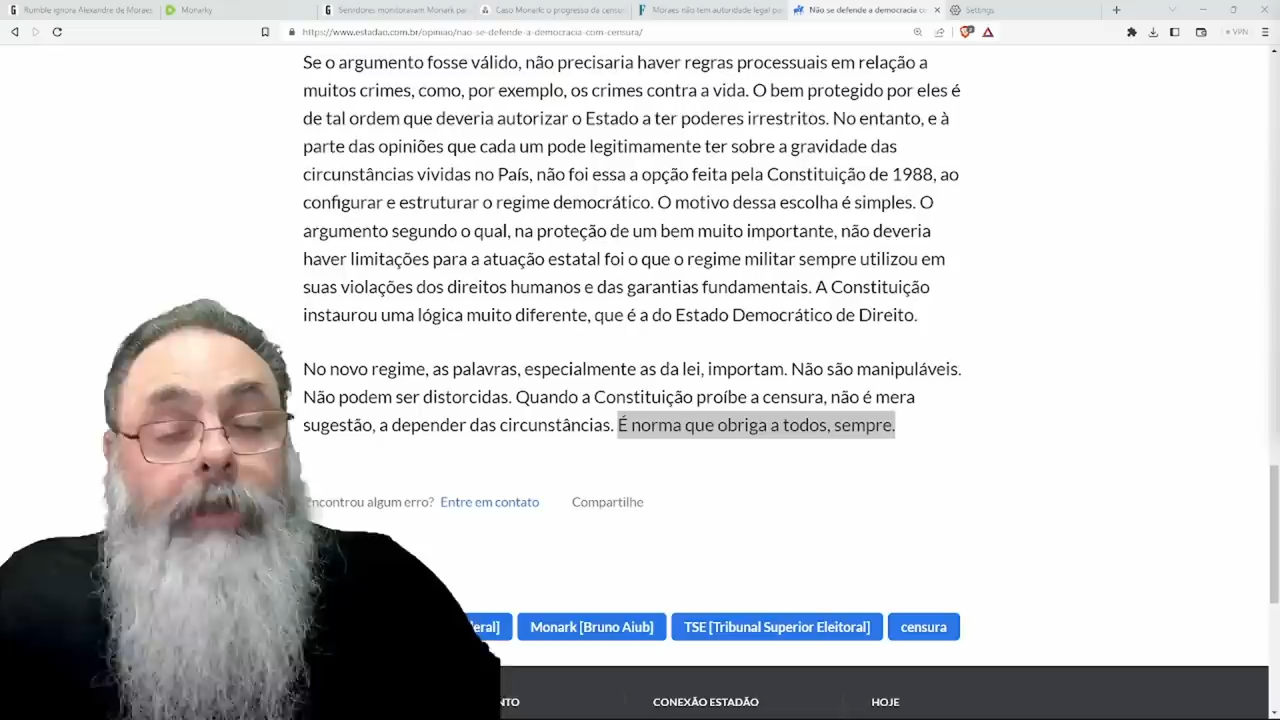 Rumble ignora Alexandre de Moraes
Monarky
Servidores monitoravam Monark par
Caso Monark: o progresso da censur
Moraes não tem autoridade legal par
Não se defende a democracia co
Settings
https://www.estadao.com.br/opiniao/nao-se-defende-a-democracia-com-censura/
VPN
Se o argumento fosse válido, não precisaria haver regras processuais em relação a
muitos crimes, como, por exemplo, os crimes contra a vida. O bem protegido por eles é
de tal ordem que deveria autorizar o Estado a ter poderes irrestritos. No entanto, e à
parte das opiniões que cada um pode legitimamente ter sobre a gravidade das
circunstâncias vividas no País, não foi essa a opção feita pela Constituição de 1988, ao
configurar e estruturar o regime democrático. O motivo dessa escolha é simples. O
argumento segundo o qual, na proteção de um bem muito importante, não deveria
haver limitações para a atuação estatal foi o que o regime militar sempre utilizou em
suas violações dos direitos humanos e das garantias fundamentais. A Constituição
instaurou uma lógica muito diferente, que é a do Estado Democrático de Direito.
No novo regime, as palavras, especialmente as da lei, importam. Não são manipuláveis.
Não podem ser distorcidas. Quando a Constituição proíbe a censura, não é mera
sugestão, a depender das circunstâncias. É norma que obriga a todos, sempre.
ncontrou algum erro? Entre em contato Compartilhe
eral] Monark [Bruno Aiub] TSE [Tribunal Superior Eleitoral] censura
NTO CONEXÃO ESTADÃO HOJE